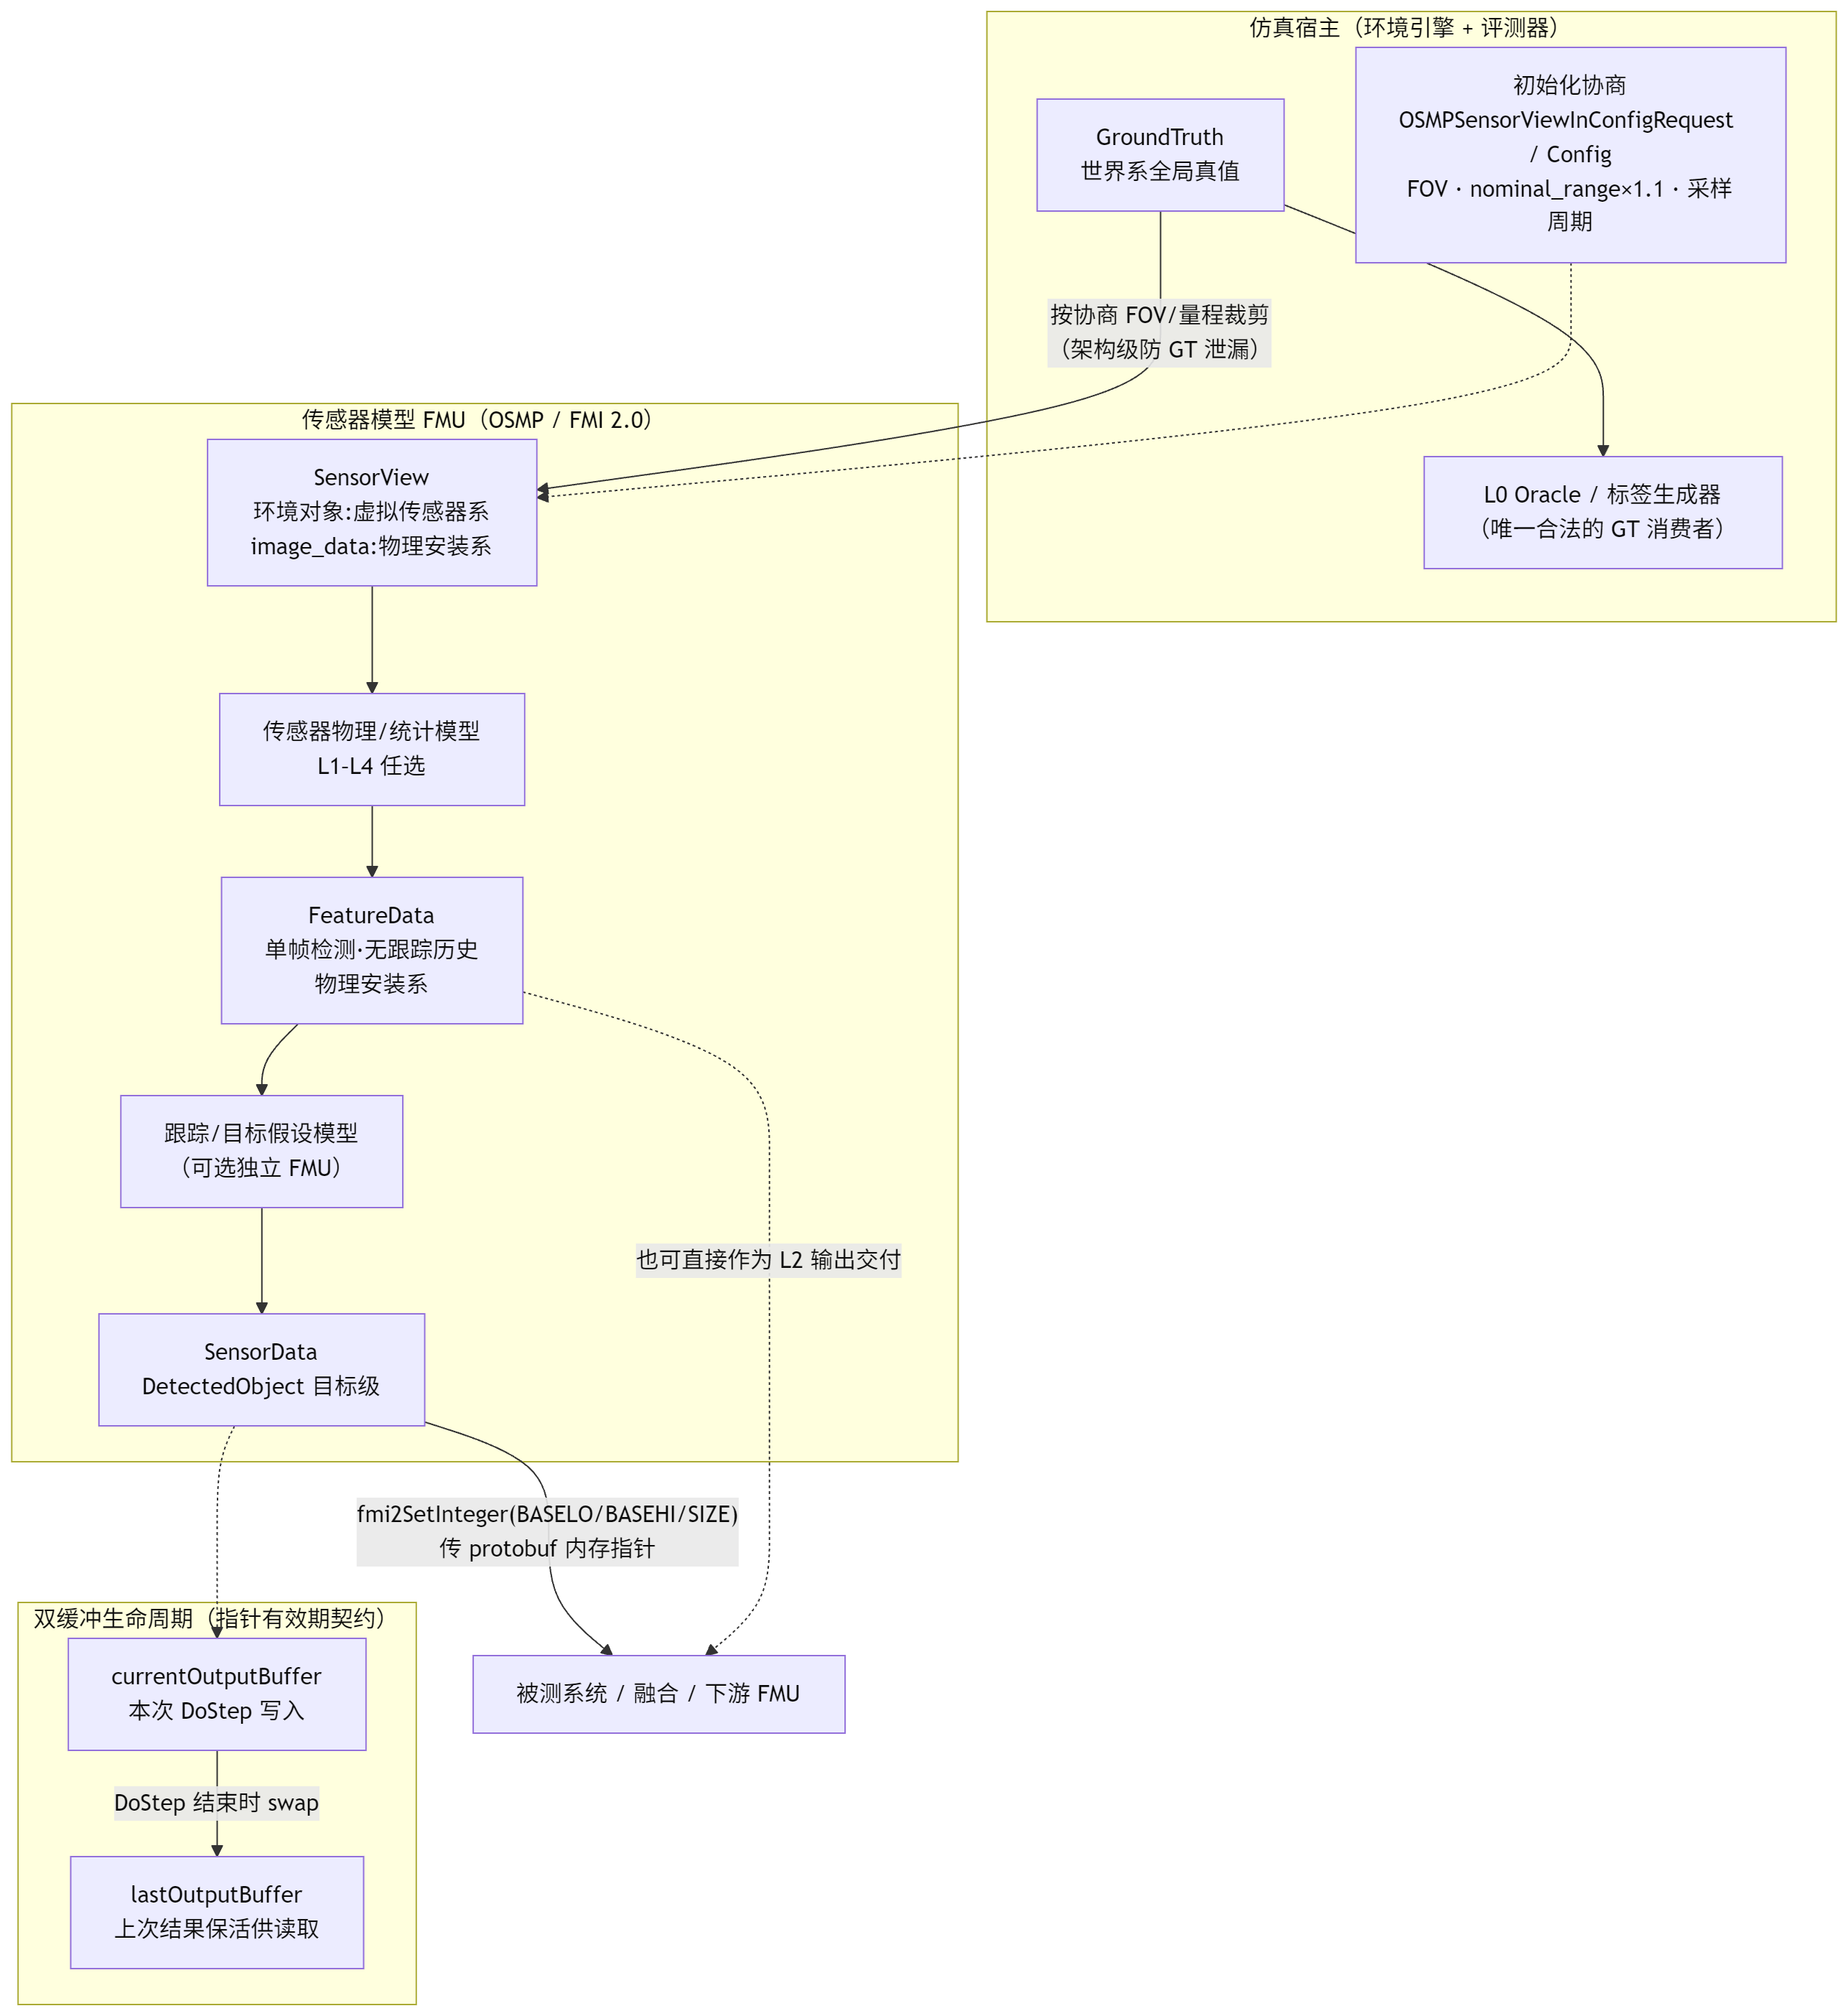 仿真宿主（环境引擎 + 评测器）
初始化协商
OSMPSensorViewInConfigRequest
/ Config
FOV · nominal_range×1.1 · 采样
周期
GroundTruth
世界系全局真值
按协商 FOV/量程裁剪
（架构级防 GT 泄漏）
L0 Oracle / 标签生成器
（唯一合法的 GT 消费者）
传感器模型 FMU（OSMP / FMI 2.0）
SensorView
环境对象:虚拟传感器系
image_data:物理安装系
传感器物理/统计模型
L1-L4 任选
FeatureData
单帧检测·无跟踪历史
物理安装系
跟踪/目标假设模型
（可选独立 FMU）
也可直接作为 L2 输出交付
SensorData
DetectedObject 目标级
fmi2SetInteger(BASELO/BASEHI/SIZE)
传 protobuf 内存指针
双缓冲生命周期（指针有效期契约）
currentOutputBuffer
本次 DoStep 写入
被测系统 / 融合 / 下游 FMU
DoStep 结束时 swap
lastOutputBuffer
上次结果保活供读取